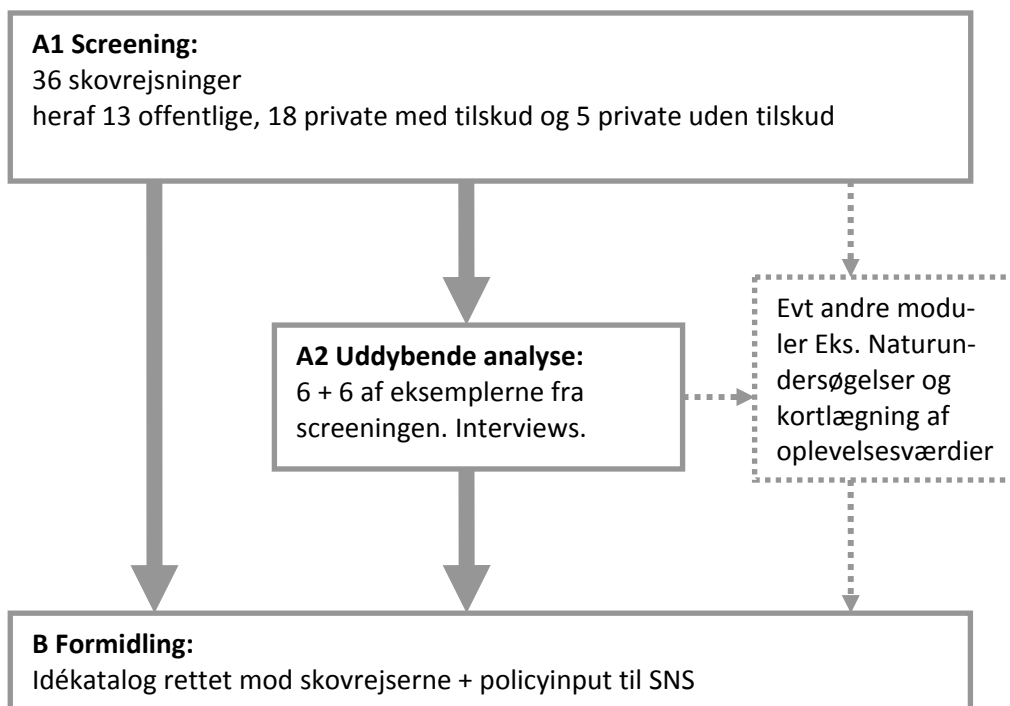 A1 Screening:
36 skovrejsninger
heraf 13 offentlige, 18 private med tilskud og 5 private uden tilskud
A2 Uddybende analyse:
6 + 6 af eksemplerne fra
screeningen. Interviews.
Evt andre modu-
ler Eks. Naturun-
dersøgelser og
kortlægning af
oplevelsesværdier
B Formidling:
Idékatalog rettet mod skovrejserne + policyinput til SNS